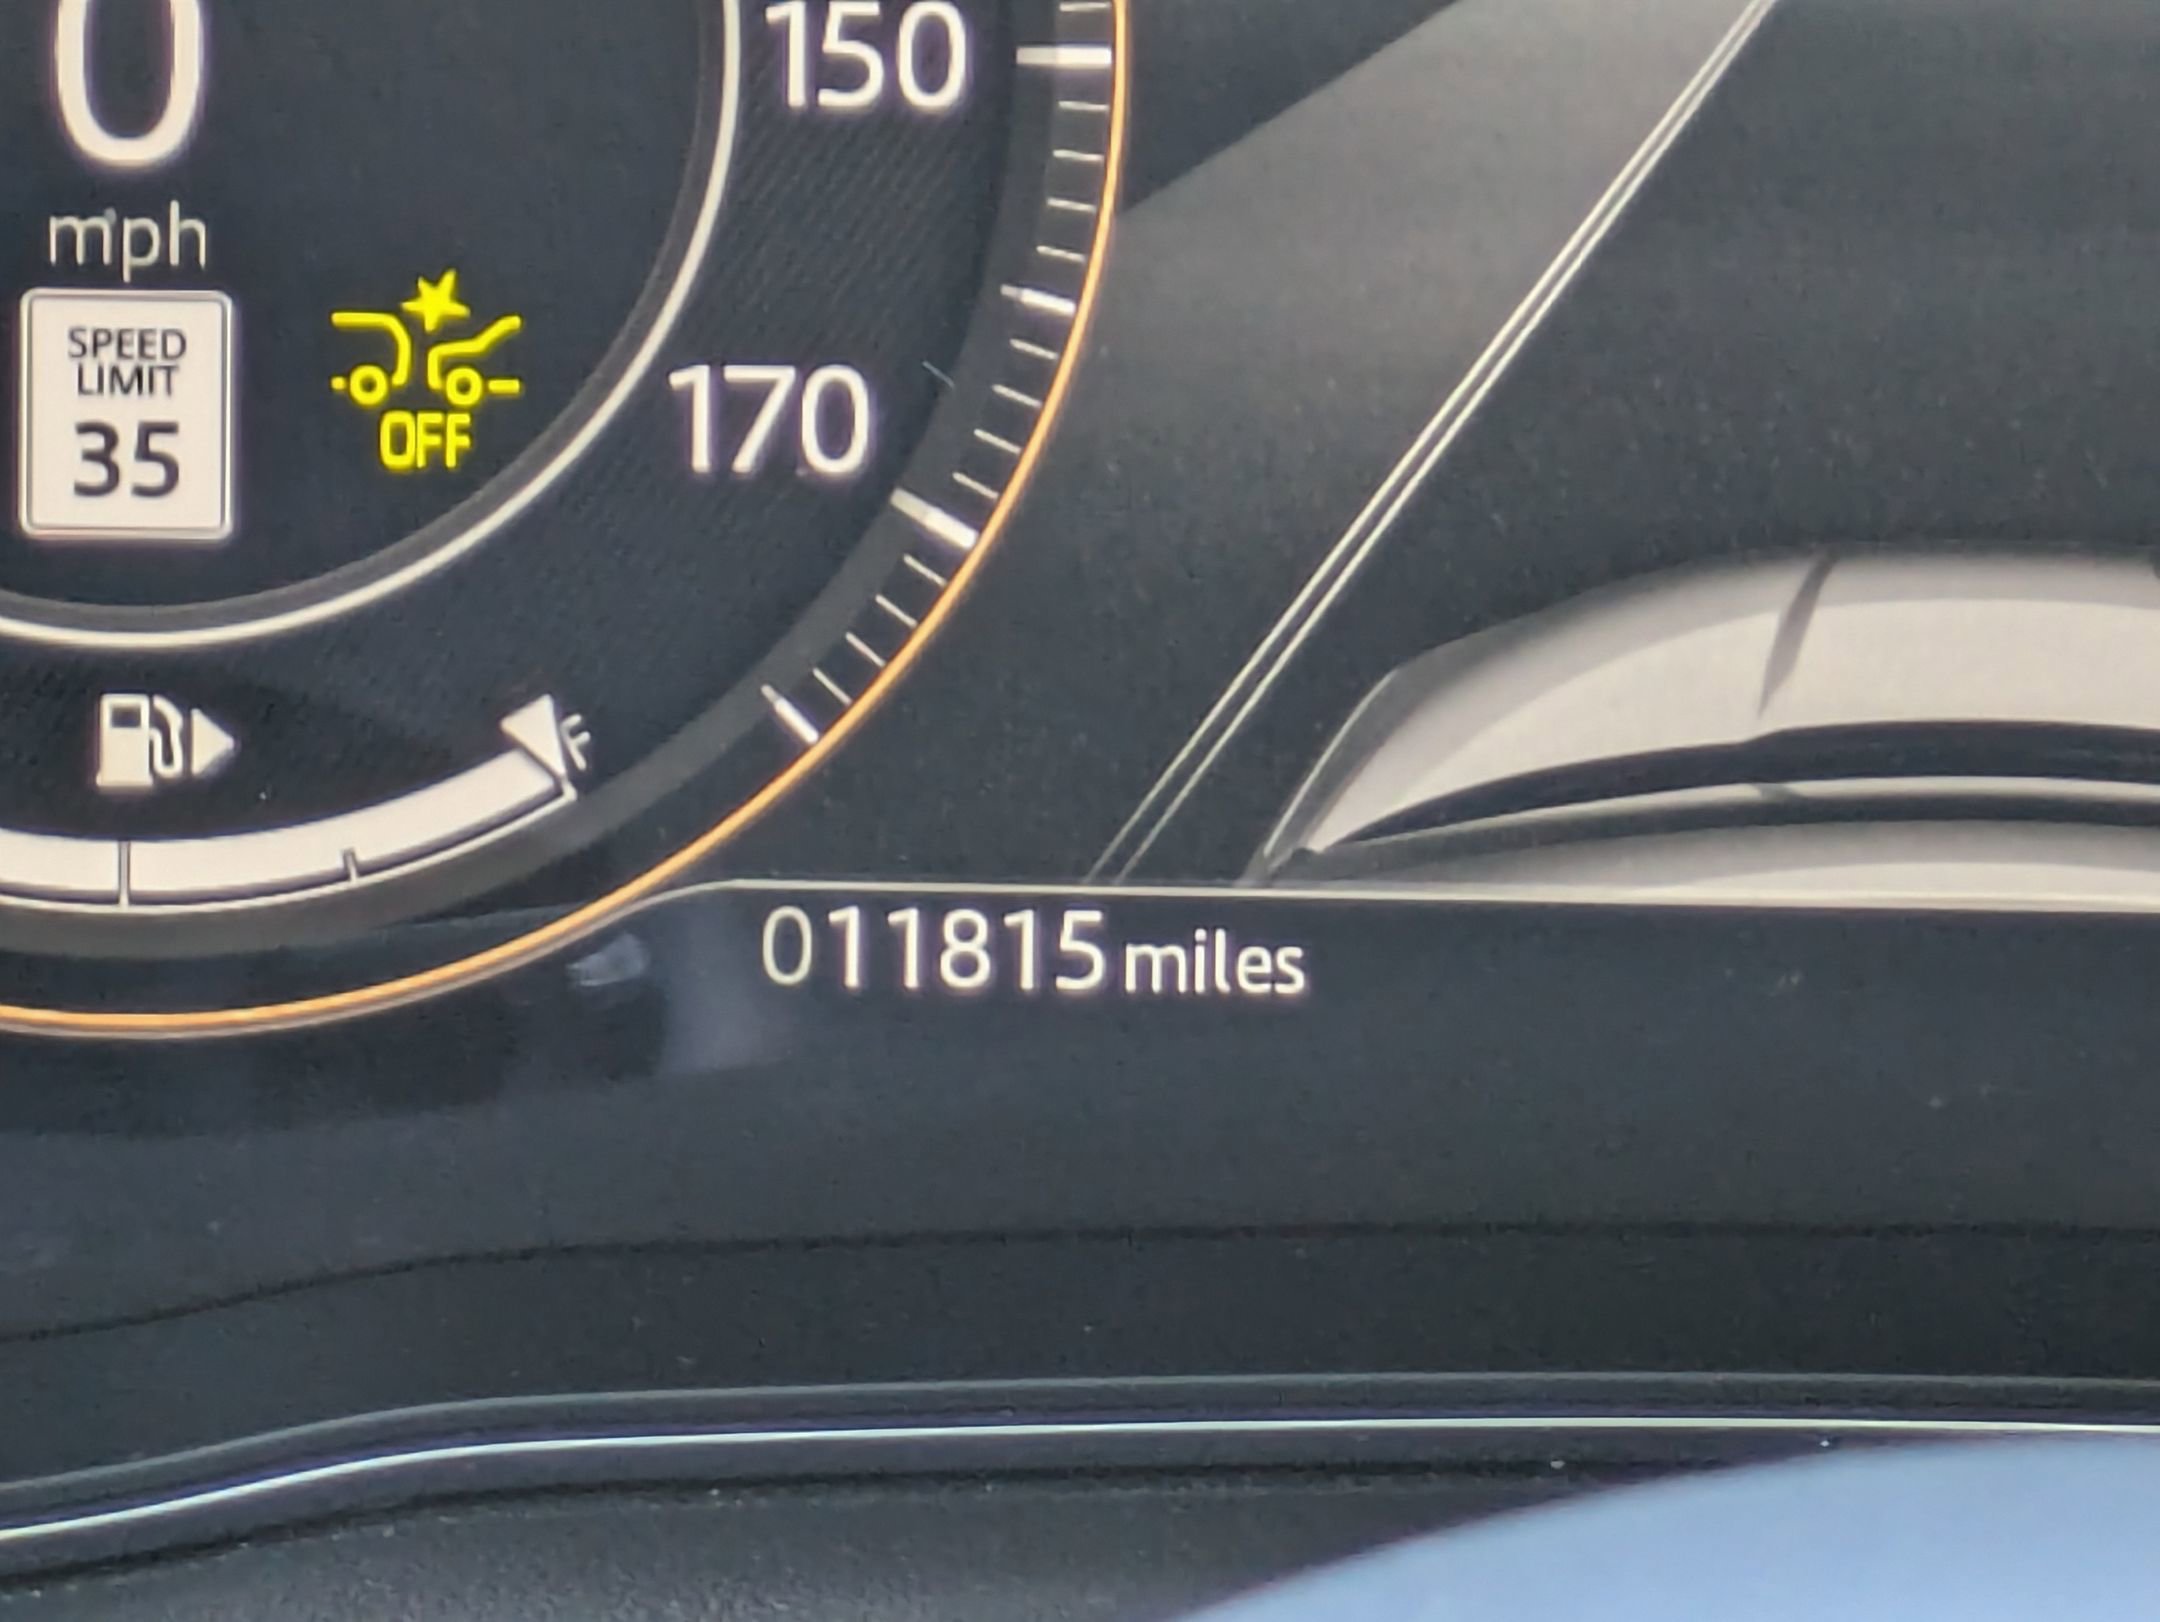 150
0
mph
SPEED
LIMIT
35
OFF
170
F
011815 miles